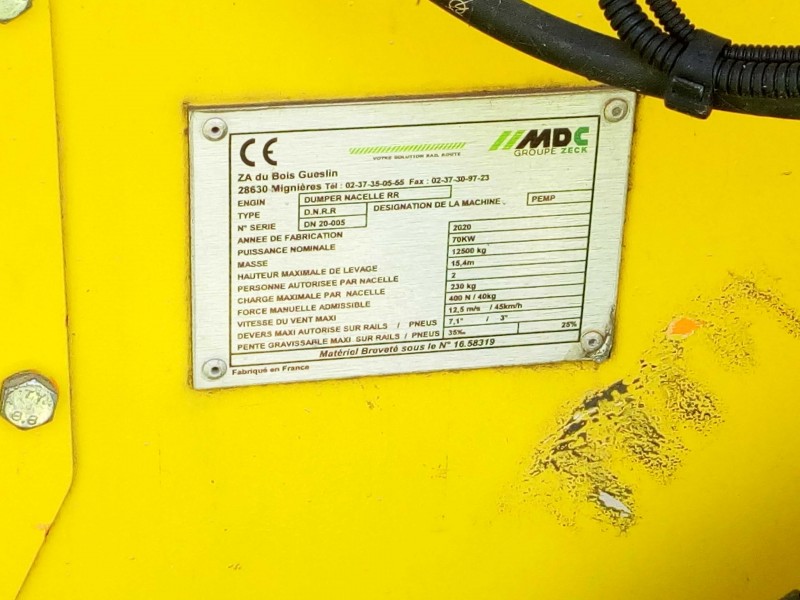 CE
VOTRE SOLUTION RAIL ROUTE
MDC
GROUPE ZECK
ZA du Bois Gueslin
28630 Mignières Tél : 02-37-35-05-55 Fax : 02-37-30-97-23
ENGIN DUMPER NACELLE RR
TYPE D.N.R.R DESIGNATION DE LA MACHINE PEMP
N° SERIE DN 20-005
ANNEE DE FABRICATION 2020
PUISSANCE NOMINALE 70KW
MASSE 12500 kg
HAUTEUR MAXIMALE DE LEVAGE 15,4m
PERSONNE AUTORISEE PAR NACELLE 2
CHARGE MAXIMALE PAR NACELLE 230 kg
FORCE MANUELLE ADMISSIBLE 400 N / 40kg
VITESSE DU VENT MAXI 12,5 m/s / 45km/h
DEVERS MAXI AUTORISE SUR RAILS / PNEUS 7,1° / 3°
PENTE GRAVISSABLE MAXI SUR RAILS / PNEUS 35‰ 25%
Matériel Breveté sous le N° 16.58319
Fabriqué en France
8.8